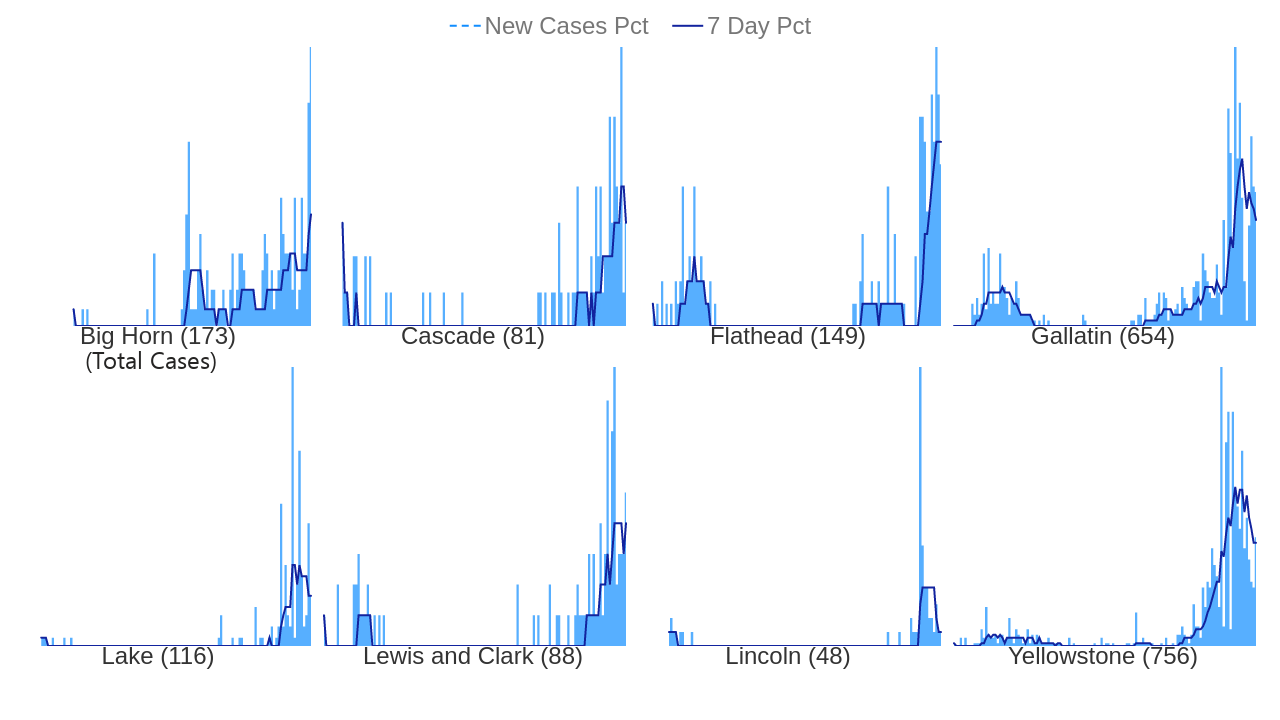 New Cases Pct 7 Day Pct
Big Horn (173) Cascade (81) Flathead (149) Gallatin (654)
(Total Cases)
Lake (116) Lewis and Clark (88) Lincoln (48) Yellowstone (756)